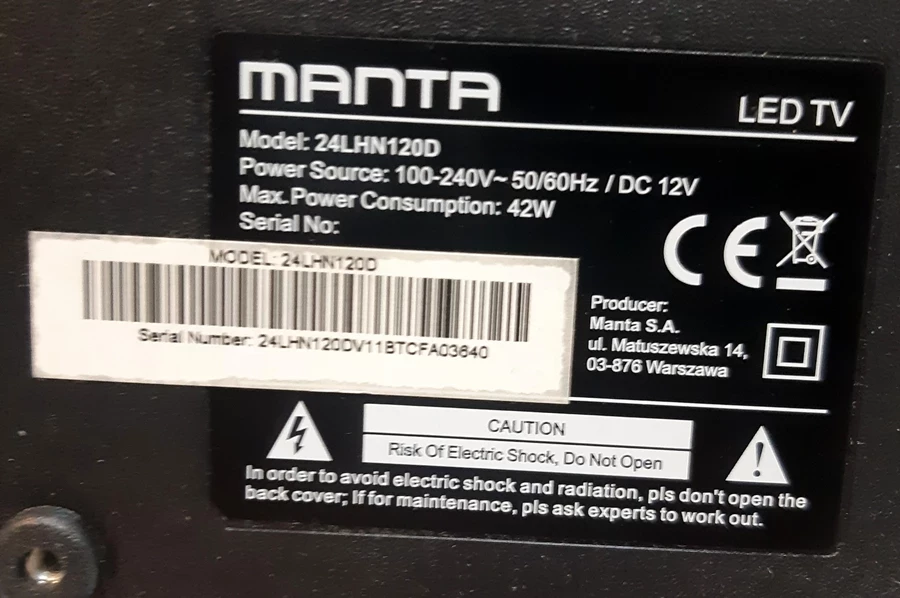 MANTA
LED TV
Model: 24LHN120D
Power Source: 100-240V~ 50/60Hz / DC 12V
Max. Power Consumption: 42W
Serial No:
MODEL: 24LHN120D
Serial Number: 24LHN120DV11BTCFA03640
CE
Producer:
Manta S.A.
ul. Matuszewska 14,
03-876 Warszawa
CAUTION
Risk Of Electric Shock, Do Not Open
In order to avoid electric shock and radiation, pls don't open the
back cover; If for maintenance, pls ask experts to work out.